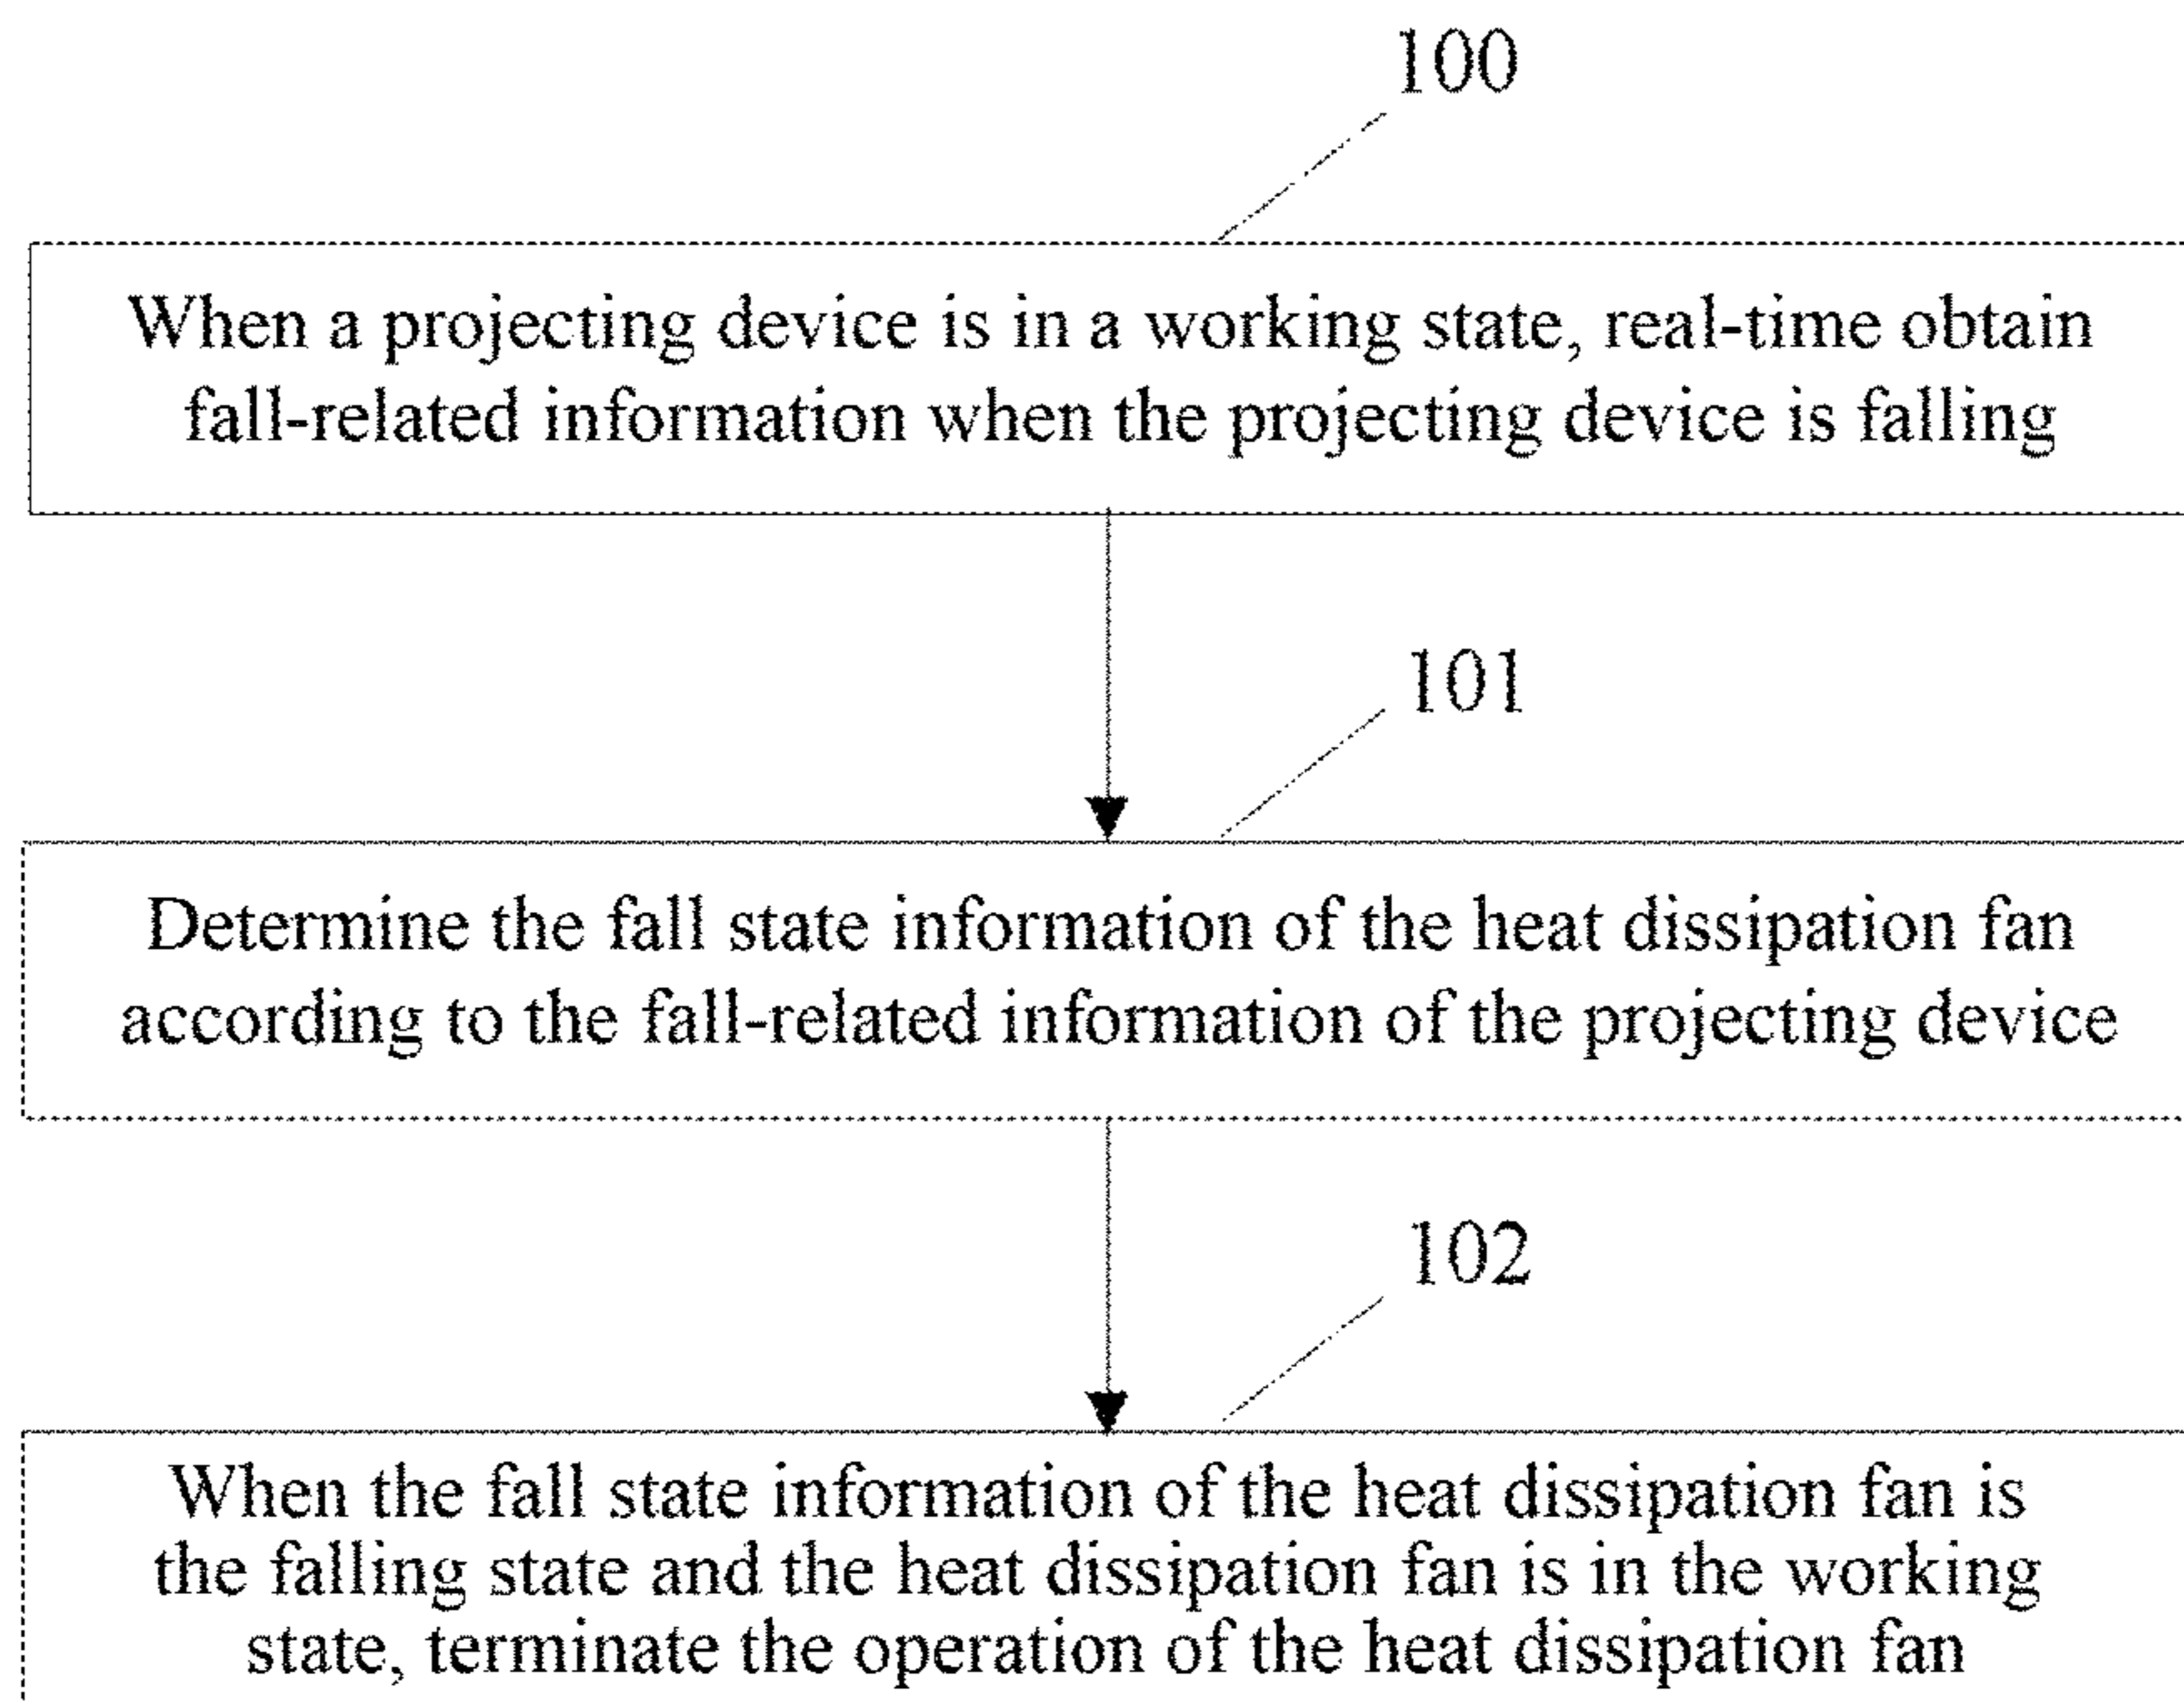 100
When a projecting device is in a working state, real-time obtain
fall-related information when the projecting device is falling
101
Determine the fall state information of the heat dissipation fan
according to the fall-related information of the projecting device
102
When the fall state information of the heat dissipation fan is
the falling state and the heat dissipation fan is in the working
state, terminate the operation of the heat dissipation fan